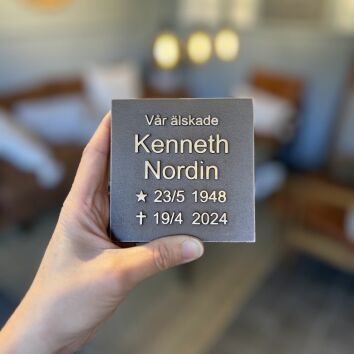 Vår älskade
Kenneth
Nordin
★ 23/5 1948
✝ 19/4 2024